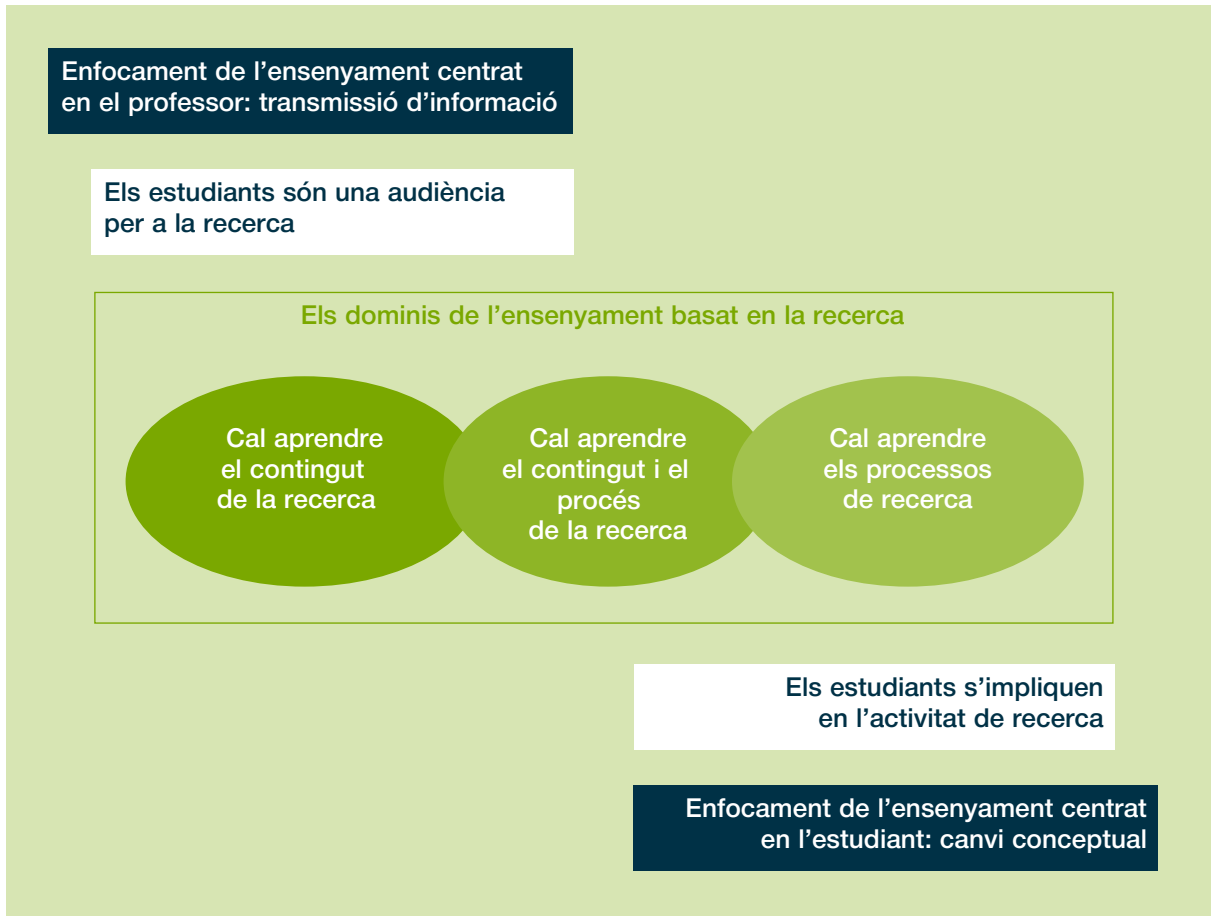 Enfocament de l’ensenyament centrat
en el professor: transmissió d’informació
Els estudiants són una audiència
per a la recerca
Els dominis de l’ensenyament basat en la recerca
Cal aprendre
el contingut
de la recerca
Cal aprendre
el contingut i el
procés
de la recerca
Cal aprendre
els processos
de recerca
Els estudiants s’impliquen
en l’activitat de recerca
Enfocament de l’ensenyament centrat
en l’estudiant: canvi conceptual